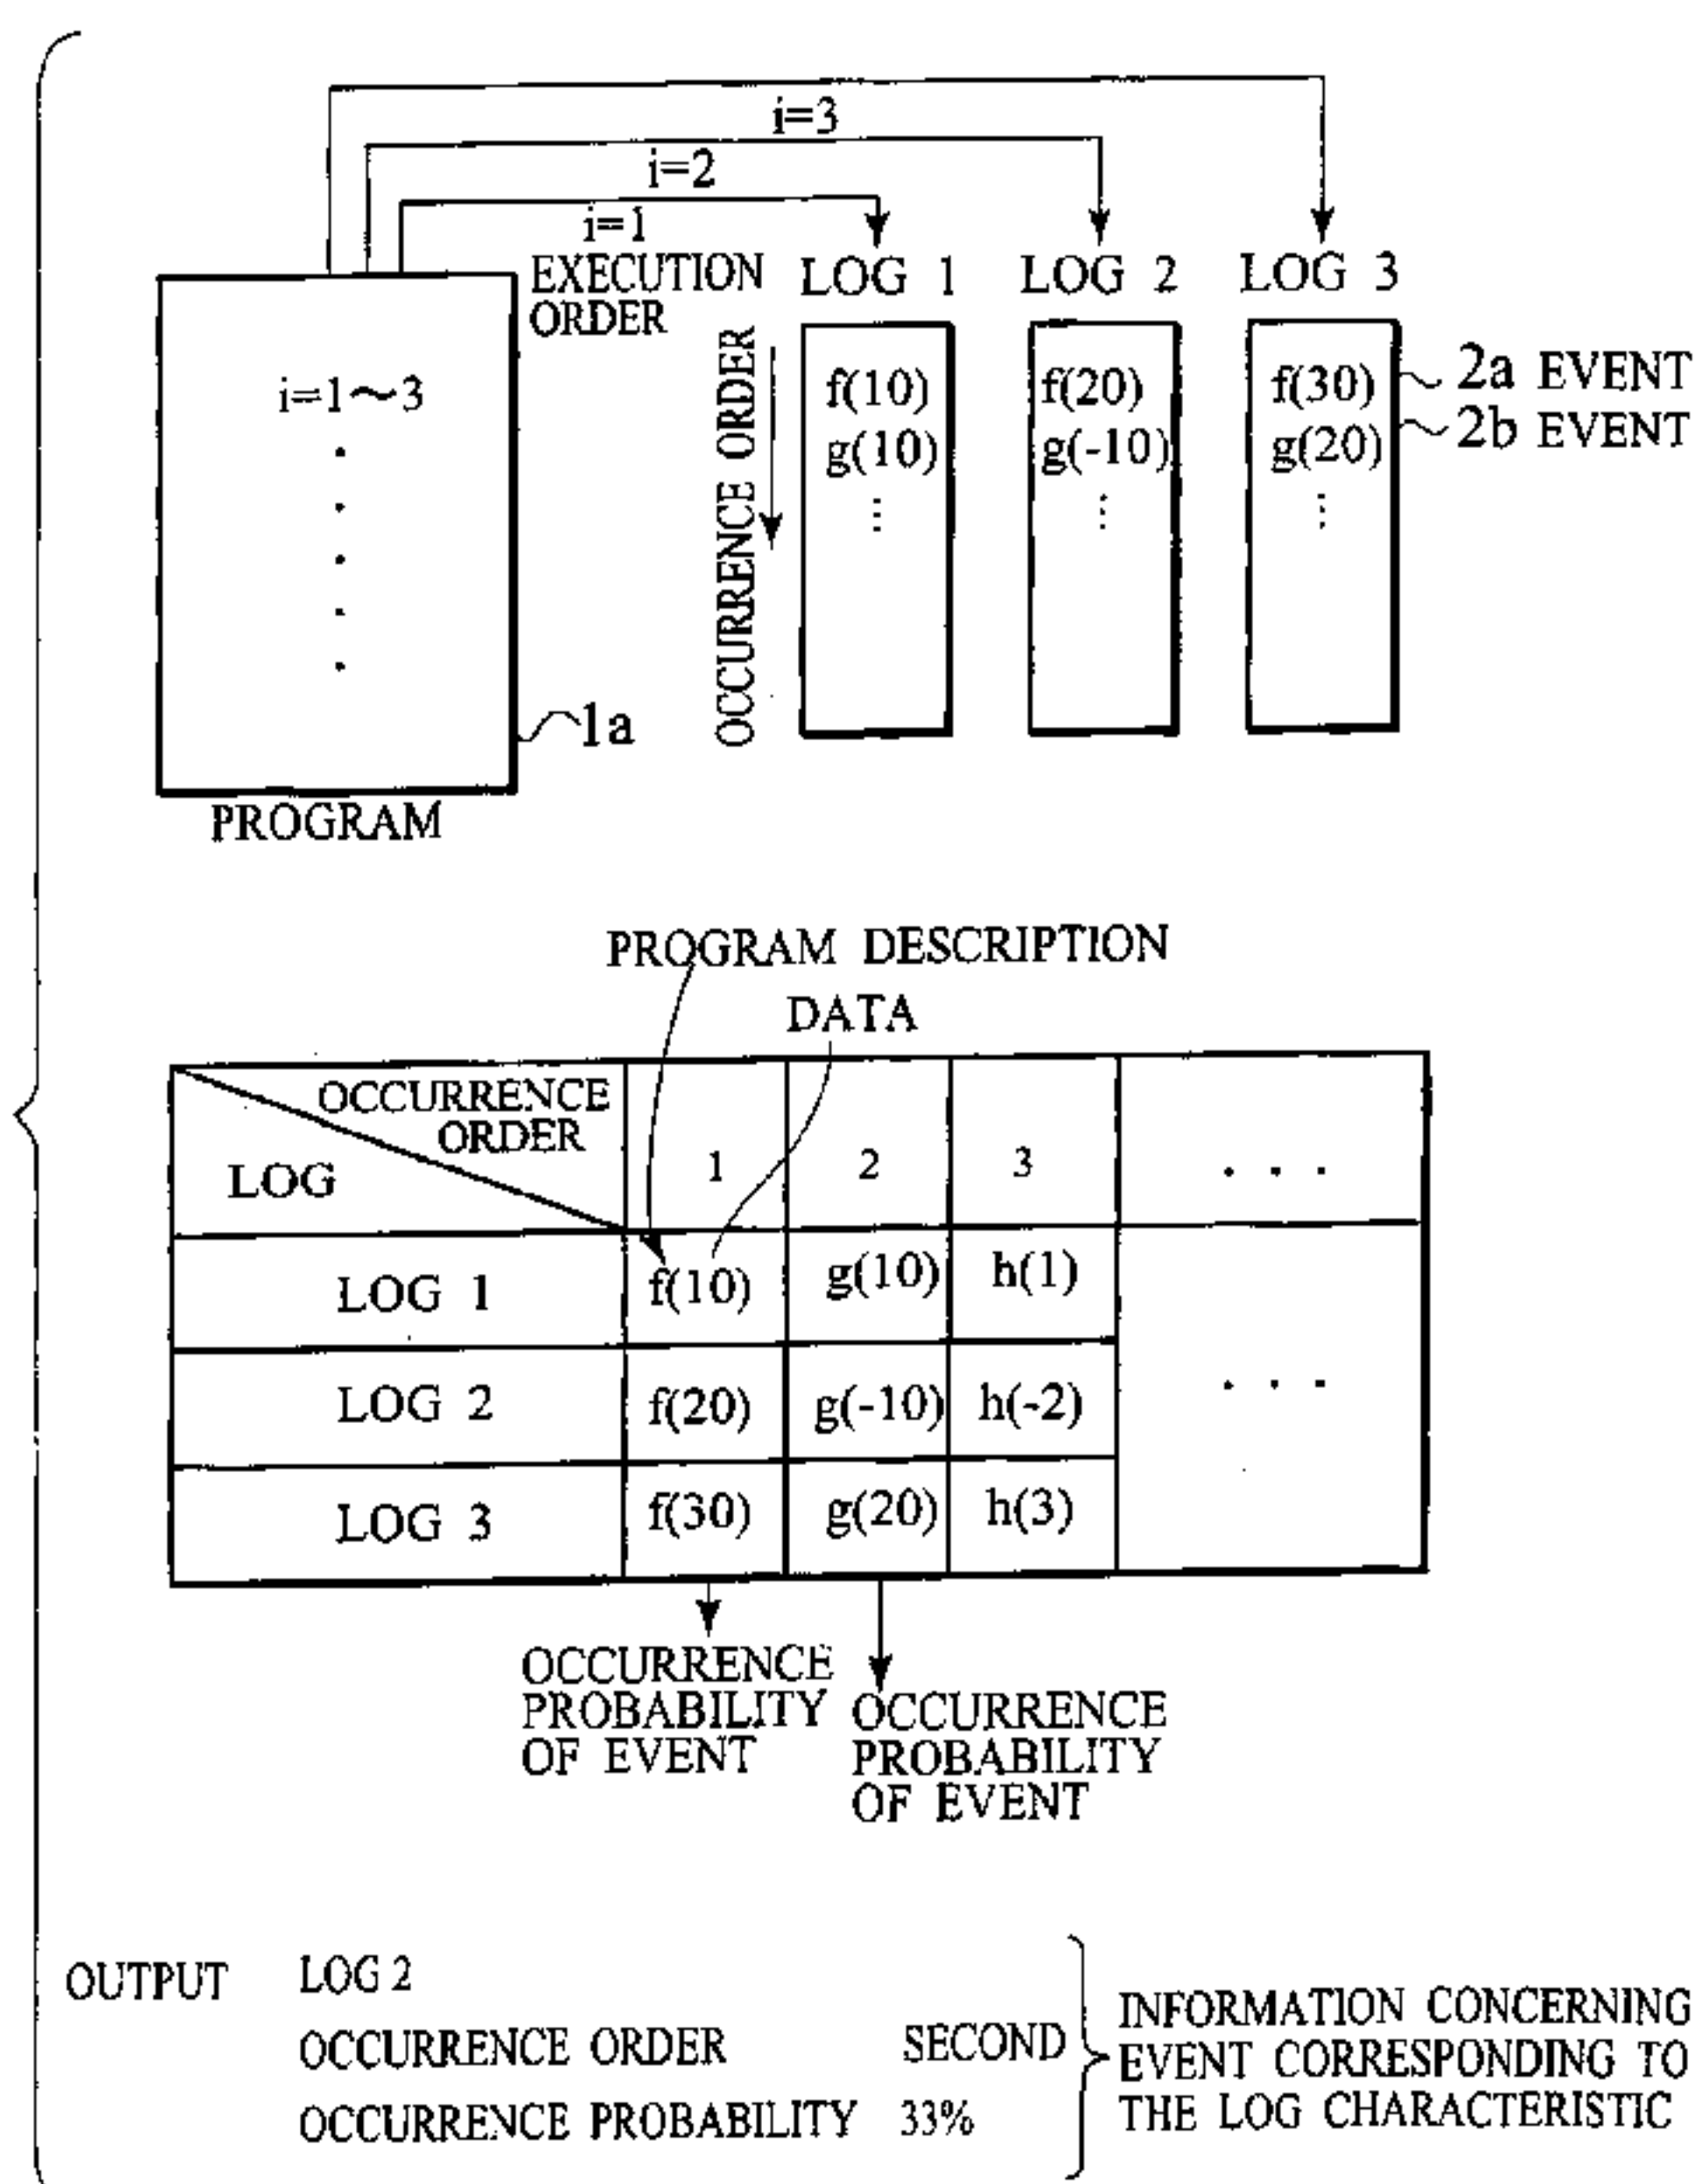 i=3
i=2
i=1
EXECUTION
ORDER
LOG 1 LOG 2 LOG 3
i=1～3
OCCURRENCE ORDER
f(10) f(20) f(30) 2a EVENT
g(10) g(-10) g(20) 2b EVENT
⋮ ⋮ ⋮
1a
PROGRAM
PROGRAM DESCRIPTION
DATA
OCCURRENCE
ORDER
LOG 1 2 3 . . .
LOG 1 f(10) g(10) h(1)
LOG 2 f(20) g(-10) h(-2) . . .
LOG 3 f(30) g(20) h(3)
OCCURRENCE
PROBABILITY
OF EVENT
OCCURRENCE
PROBABILITY
OF EVENT
OUTPUT LOG 2
OCCURRENCE ORDER SECOND
OCCURRENCE PROBABILITY 33%
INFORMATION CONCERNING
EVENT CORRESPONDING TO
THE LOG CHARACTERISTIC